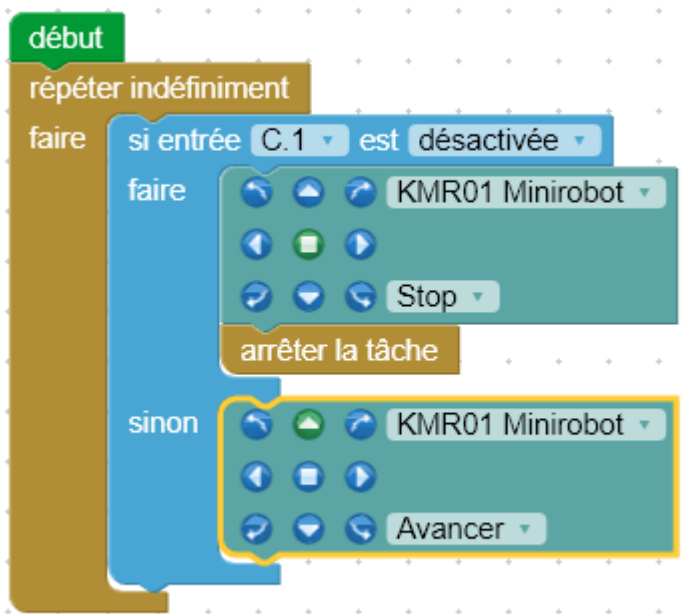 début
répéter indéfiniment
faire si entrée C.1 est désactivée
faire KMR01 Minirobot
Stop
arrêter la tâche
sinon KMR01 Minirobot
Avancer